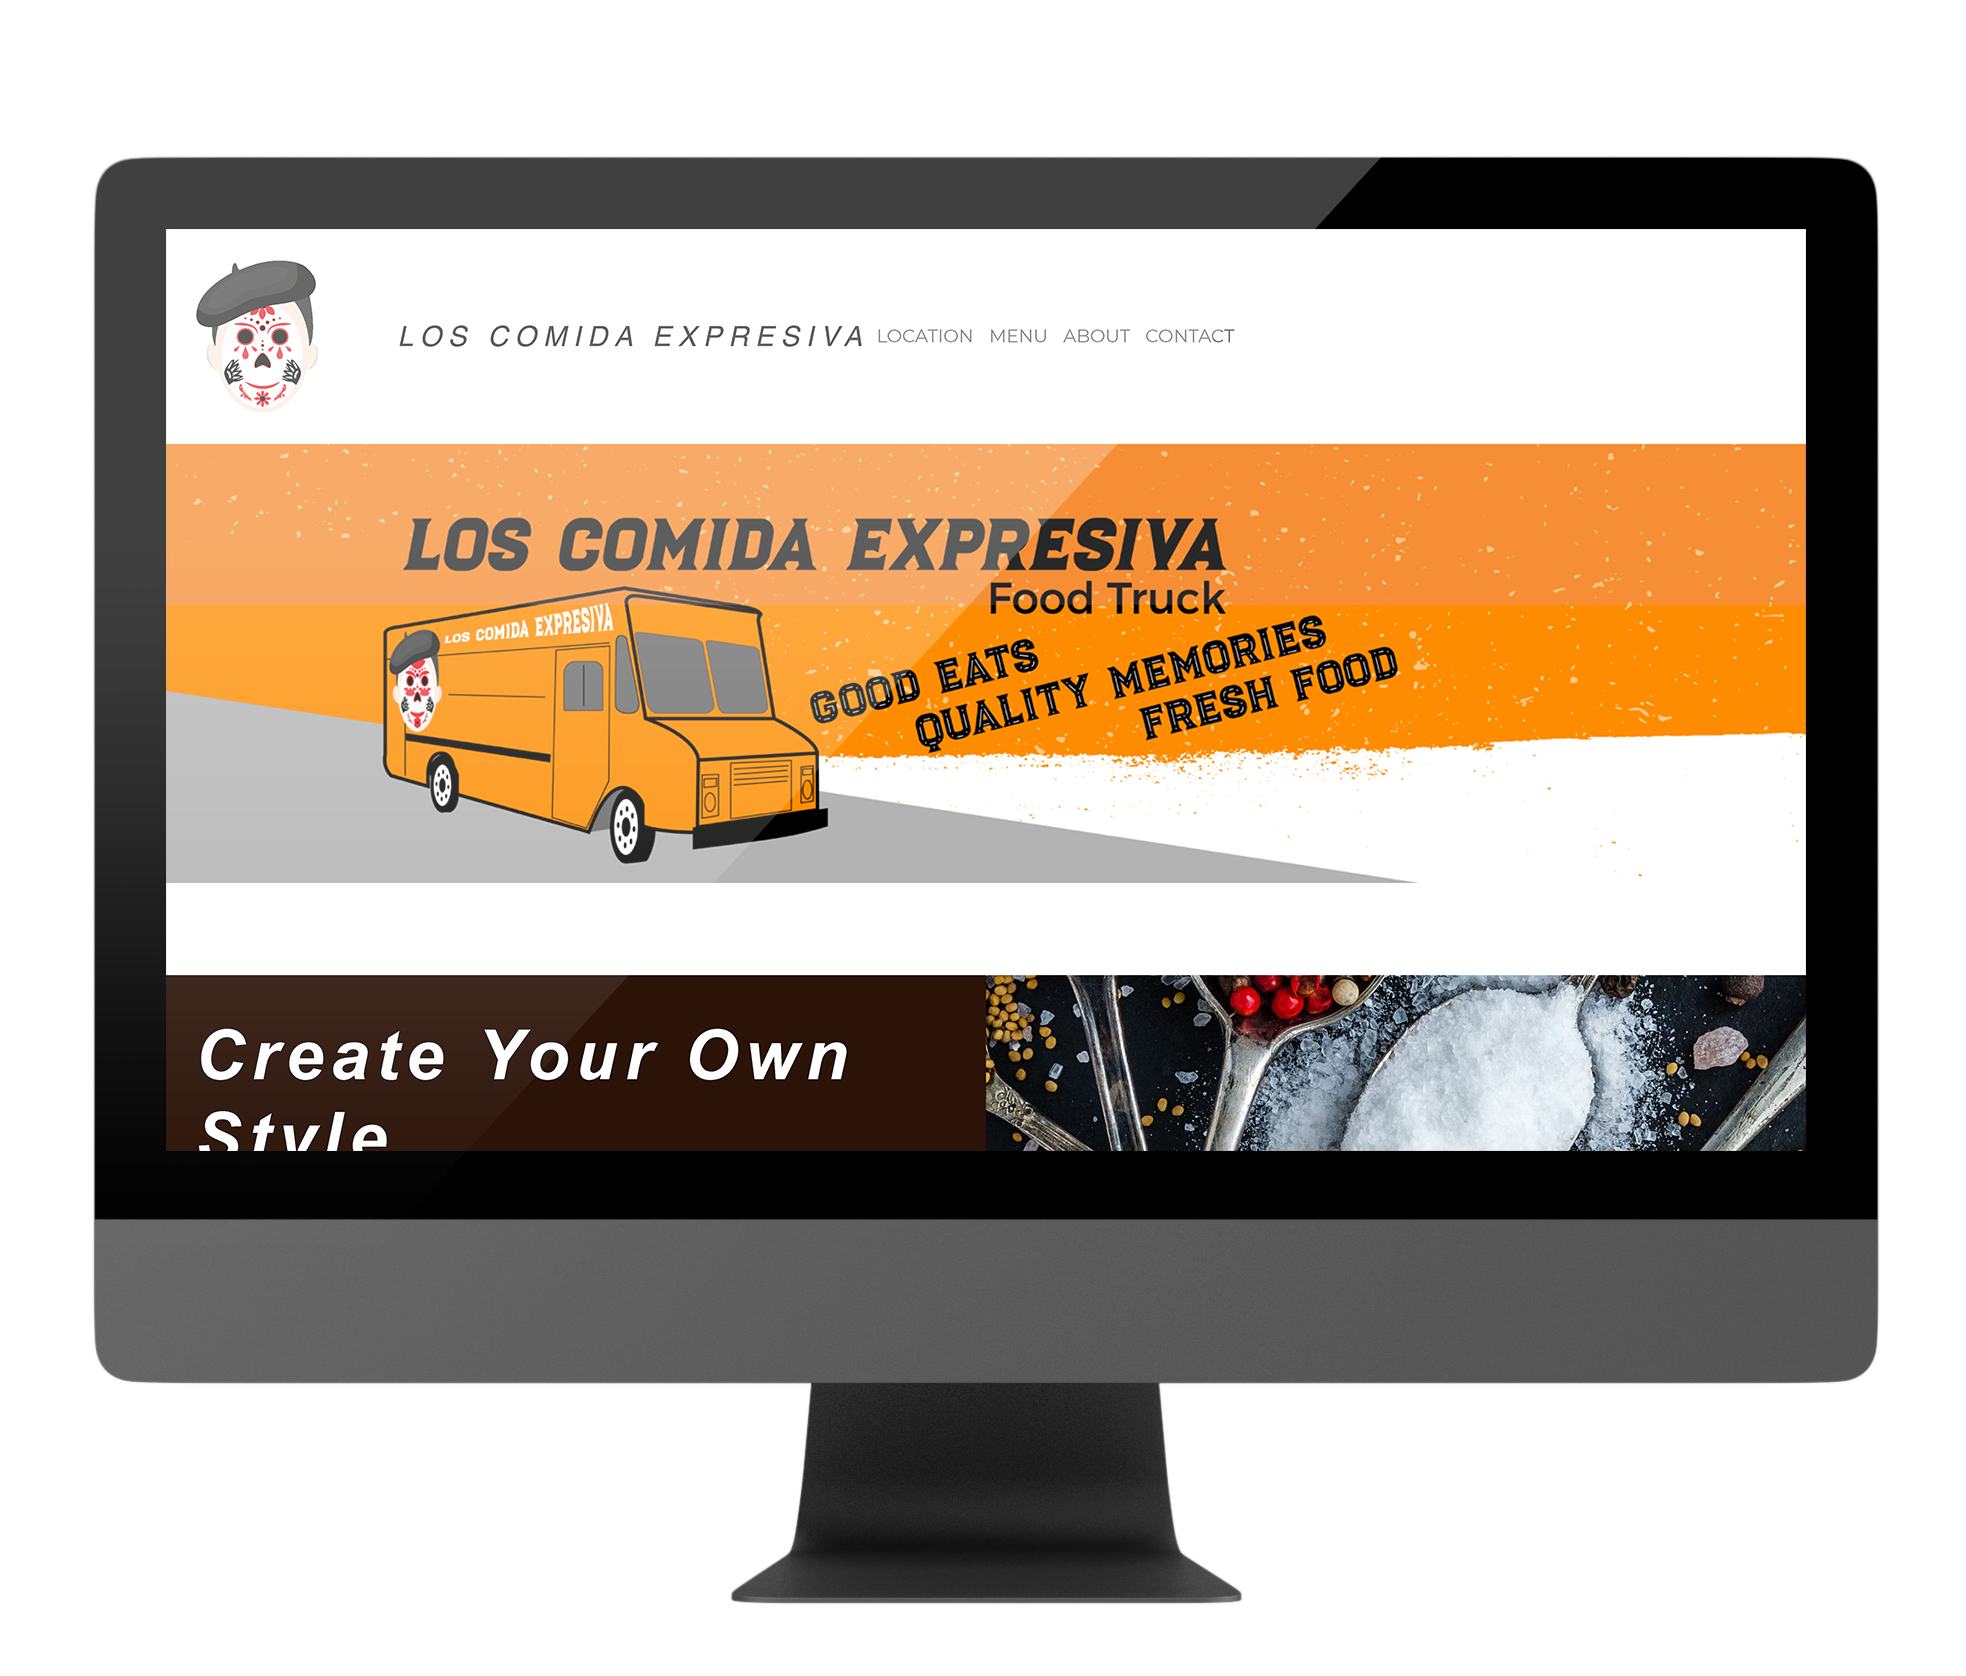 LOS COMIDA EXPRESIVA LOCATION MENU ABOUT CONTACT
LOS COMIDA EXPRESIVA
Food Truck
LOS COMIDA EXPRESIVA
GOOD EATS
QUALITY MEMORIES
FRESH FOOD
Create Your Own
Style